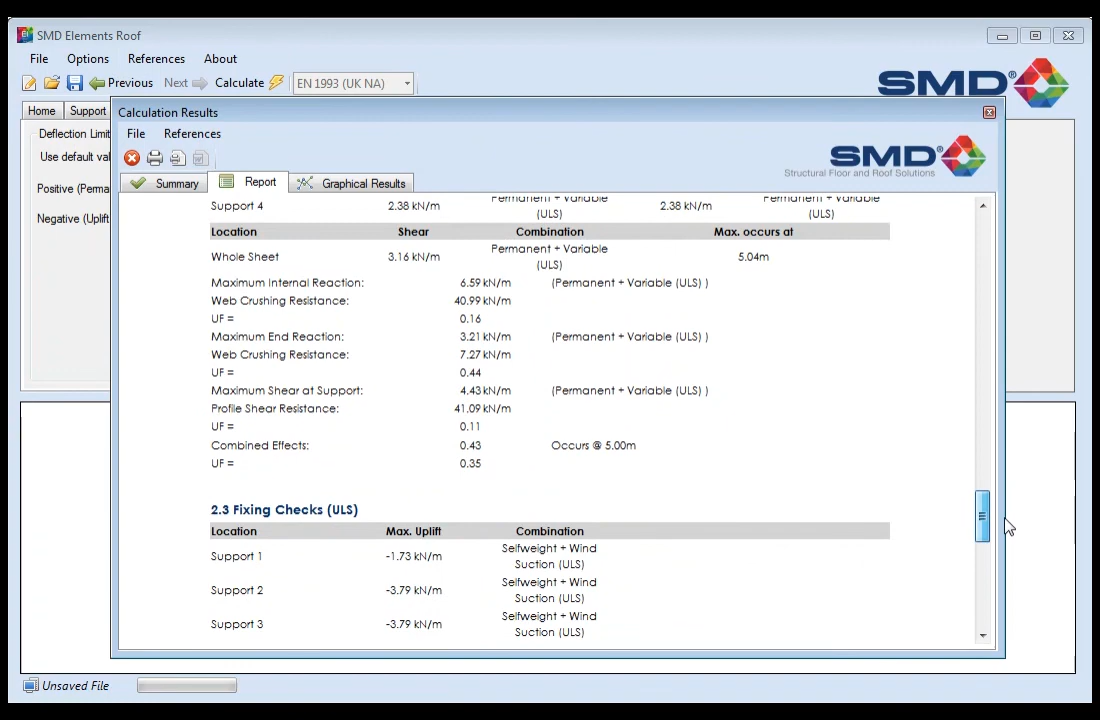 SMD Elements Roof
File Options References About
Previous Next Calculate EN 1993 (UK NA)
SMD®
Home Support
Calculation Results
Deflection Limit
File References
Use default val
SMD®
Structural Floor and Roof Solutions
Positive (Perma
Summary Report Graphical Results
Negative (Uplift
Support 4 2.38 kN/m Permanent + Variable (ULS) 2.38 kN/m Permanent + Variable (ULS)
Location Shear Combination Max. occurs at
Whole Sheet 3.16 kN/m Permanent + Variable (ULS) 5.04m
Maximum Internal Reaction: 6.59 kN/m (Permanent + Variable (ULS) )
Web Crushing Resistance: 40.99 kN/m
UF = 0.16
Maximum End Reaction: 3.21 kN/m (Permanent + Variable (ULS) )
Web Crushing Resistance: 7.27 kN/m
UF = 0.44
Maximum Shear at Support: 4.43 kN/m (Permanent + Variable (ULS) )
Profile Shear Resistance: 41.09 kN/m
UF = 0.11
Combined Effects: 0.43 Occurs @ 5.00m
UF = 0.35
2.3 Fixing Checks (ULS)
Location Max. Uplift Combination
Support 1 -1.73 kN/m Selfweight + Wind Suction (ULS)
Support 2 -3.79 kN/m Selfweight + Wind Suction (ULS)
Support 3 -3.79 kN/m Selfweight + Wind Suction (ULS)
Unsaved File